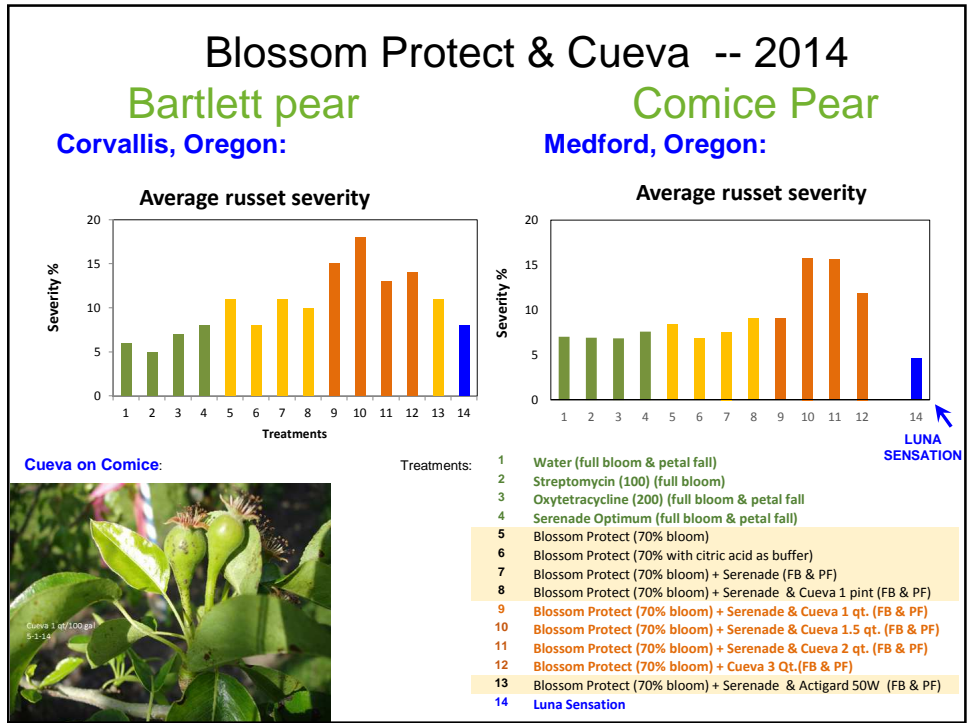 Blossom Protect & Cueva -- 2014
Bartlett pear
Corvallis, Oregon:
Average russet severity
Severity %
20
15
10
5
0
1 2 3 4 5 6 7 8 9 10 11 12 13 14
Treatments
Comice Pear
Medford, Oregon:
Average russet severity
Severity %
20
15
10
5
0
1 2 3 4 5 6 7 8 9 10 11 12 14
LUNA
SENSATION
Cueva on Comice:
Cueva 1 qt/100 gal
5-1-14
Treatments:
1 Water (full bloom & petal fall)
2 Streptomycin (100) (full bloom)
3 Oxytetracycline (200) (full bloom & petal fall
4 Serenade Optimum (full bloom & petal fall)
5 Blossom Protect (70% bloom)
6 Blossom Protect (70% with citric acid as buffer)
7 Blossom Protect (70% bloom) + Serenade (FB & PF)
8 Blossom Protect (70% bloom) + Serenade & Cueva 1 pint (FB & PF)
9 Blossom Protect (70% bloom) + Serenade & Cueva 1 qt. (FB & PF)
10 Blossom Protect (70% bloom) + Serenade & Cueva 1.5 qt. (FB & PF)
11 Blossom Protect (70% bloom) + Serenade & Cueva 2 qt. (FB & PF)
12 Blossom Protect (70% bloom) + Cueva 3 Qt.(FB & PF)
13 Blossom Protect (70% bloom) + Serenade & Actigard 50W (FB & PF)
14 Luna Sensation